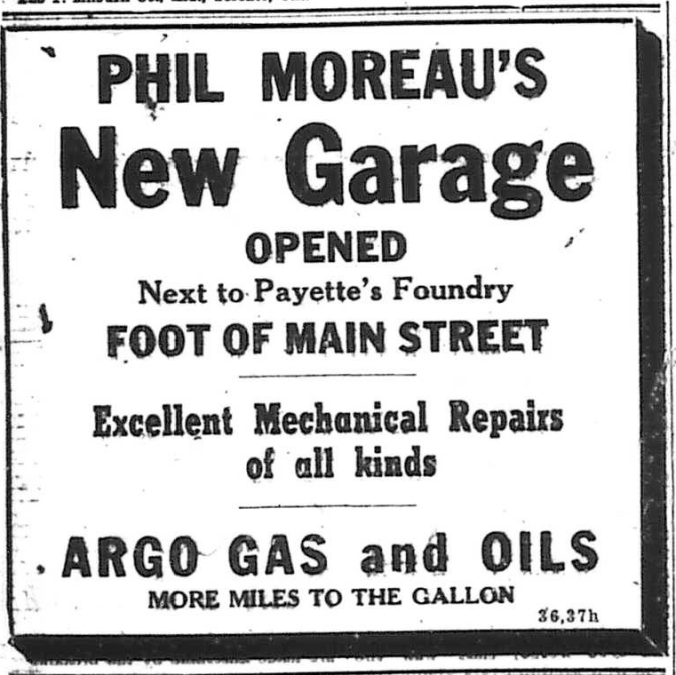 PHIL MOREAU'S
New Garage
OPENED
Next to Payette's Foundry
FOOT OF MAIN STREET
Excellent Mechanical Repairs
of all kinds
ARGO GAS and OILS
MORE MILES TO THE GALLON
36,37h